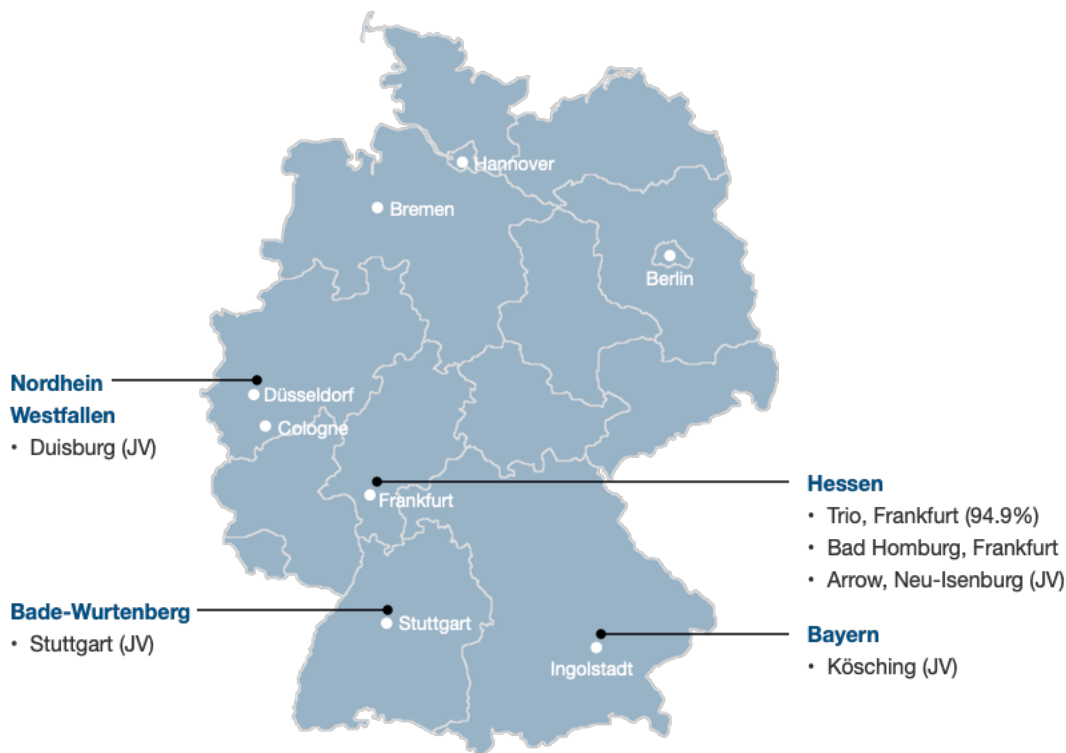 Hannover
Bremen
Berlin
Nordhein
Westfallen
• Duisburg (JV)
Düsseldorf
Cologne
Frankfurt
Hessen
• Trio, Frankfurt (94.9%)
• Bad Homburg, Frankfurt
• Arrow, Neu-Isenburg (JV)
Bade-Wurtenberg
• Stuttgart (JV)
Stuttgart
Ingolstadt
Bayern
• Kösching (JV)